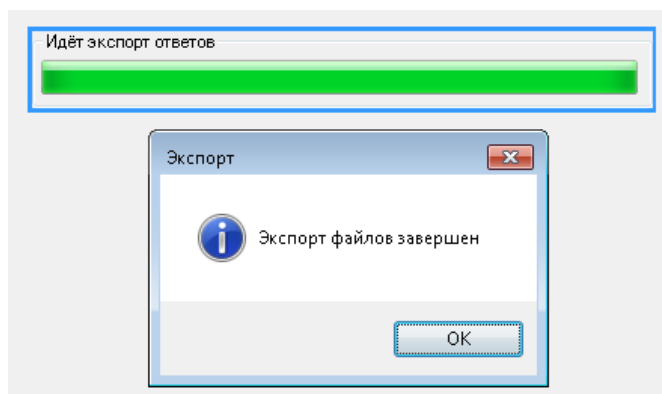 Идёт экспорт ответов
Экспорт
Экспорт файлов завершен
OK